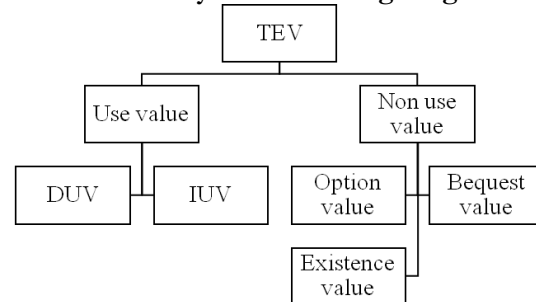 TEV
Use value
Non use
value
DUV
IUV
Option
value
Bequest
value
Existence
value